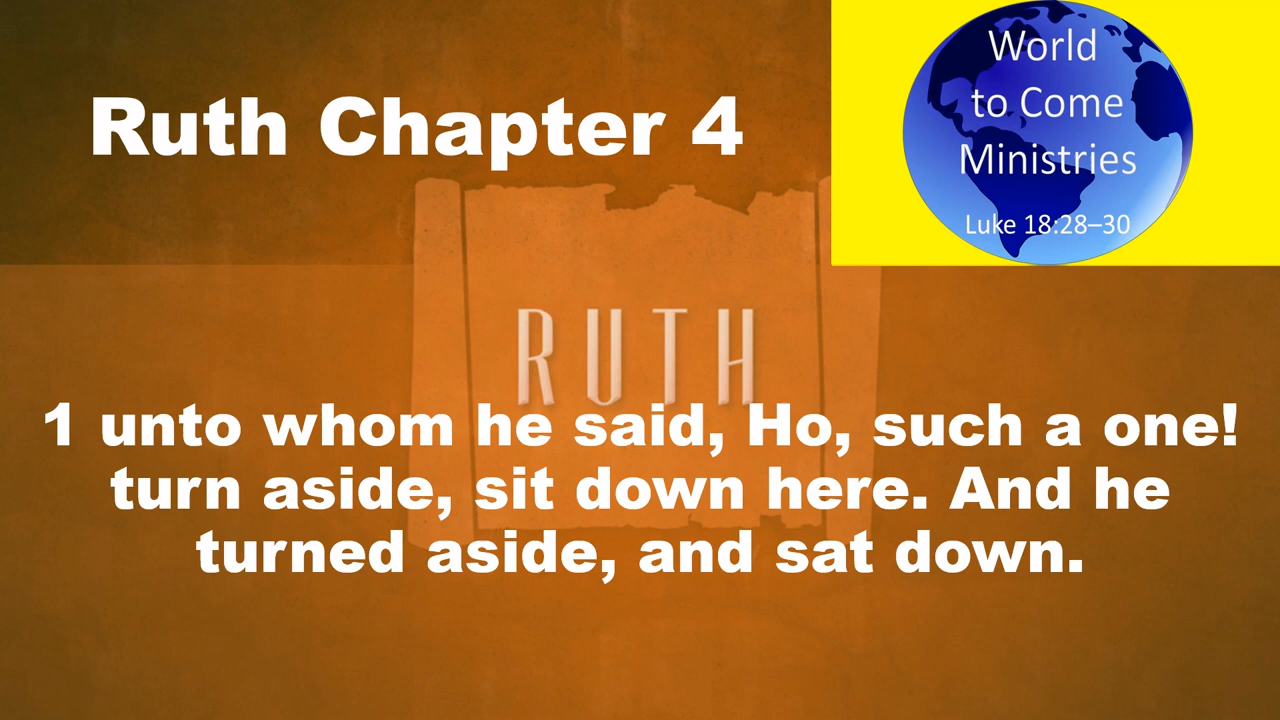 Ruth Chapter 4
World
to Come
Ministries
Luke 18:28–30
RUTH
1 unto whom he said, Ho, such a one!
turn aside, sit down here. And he
turned aside, and sat down.